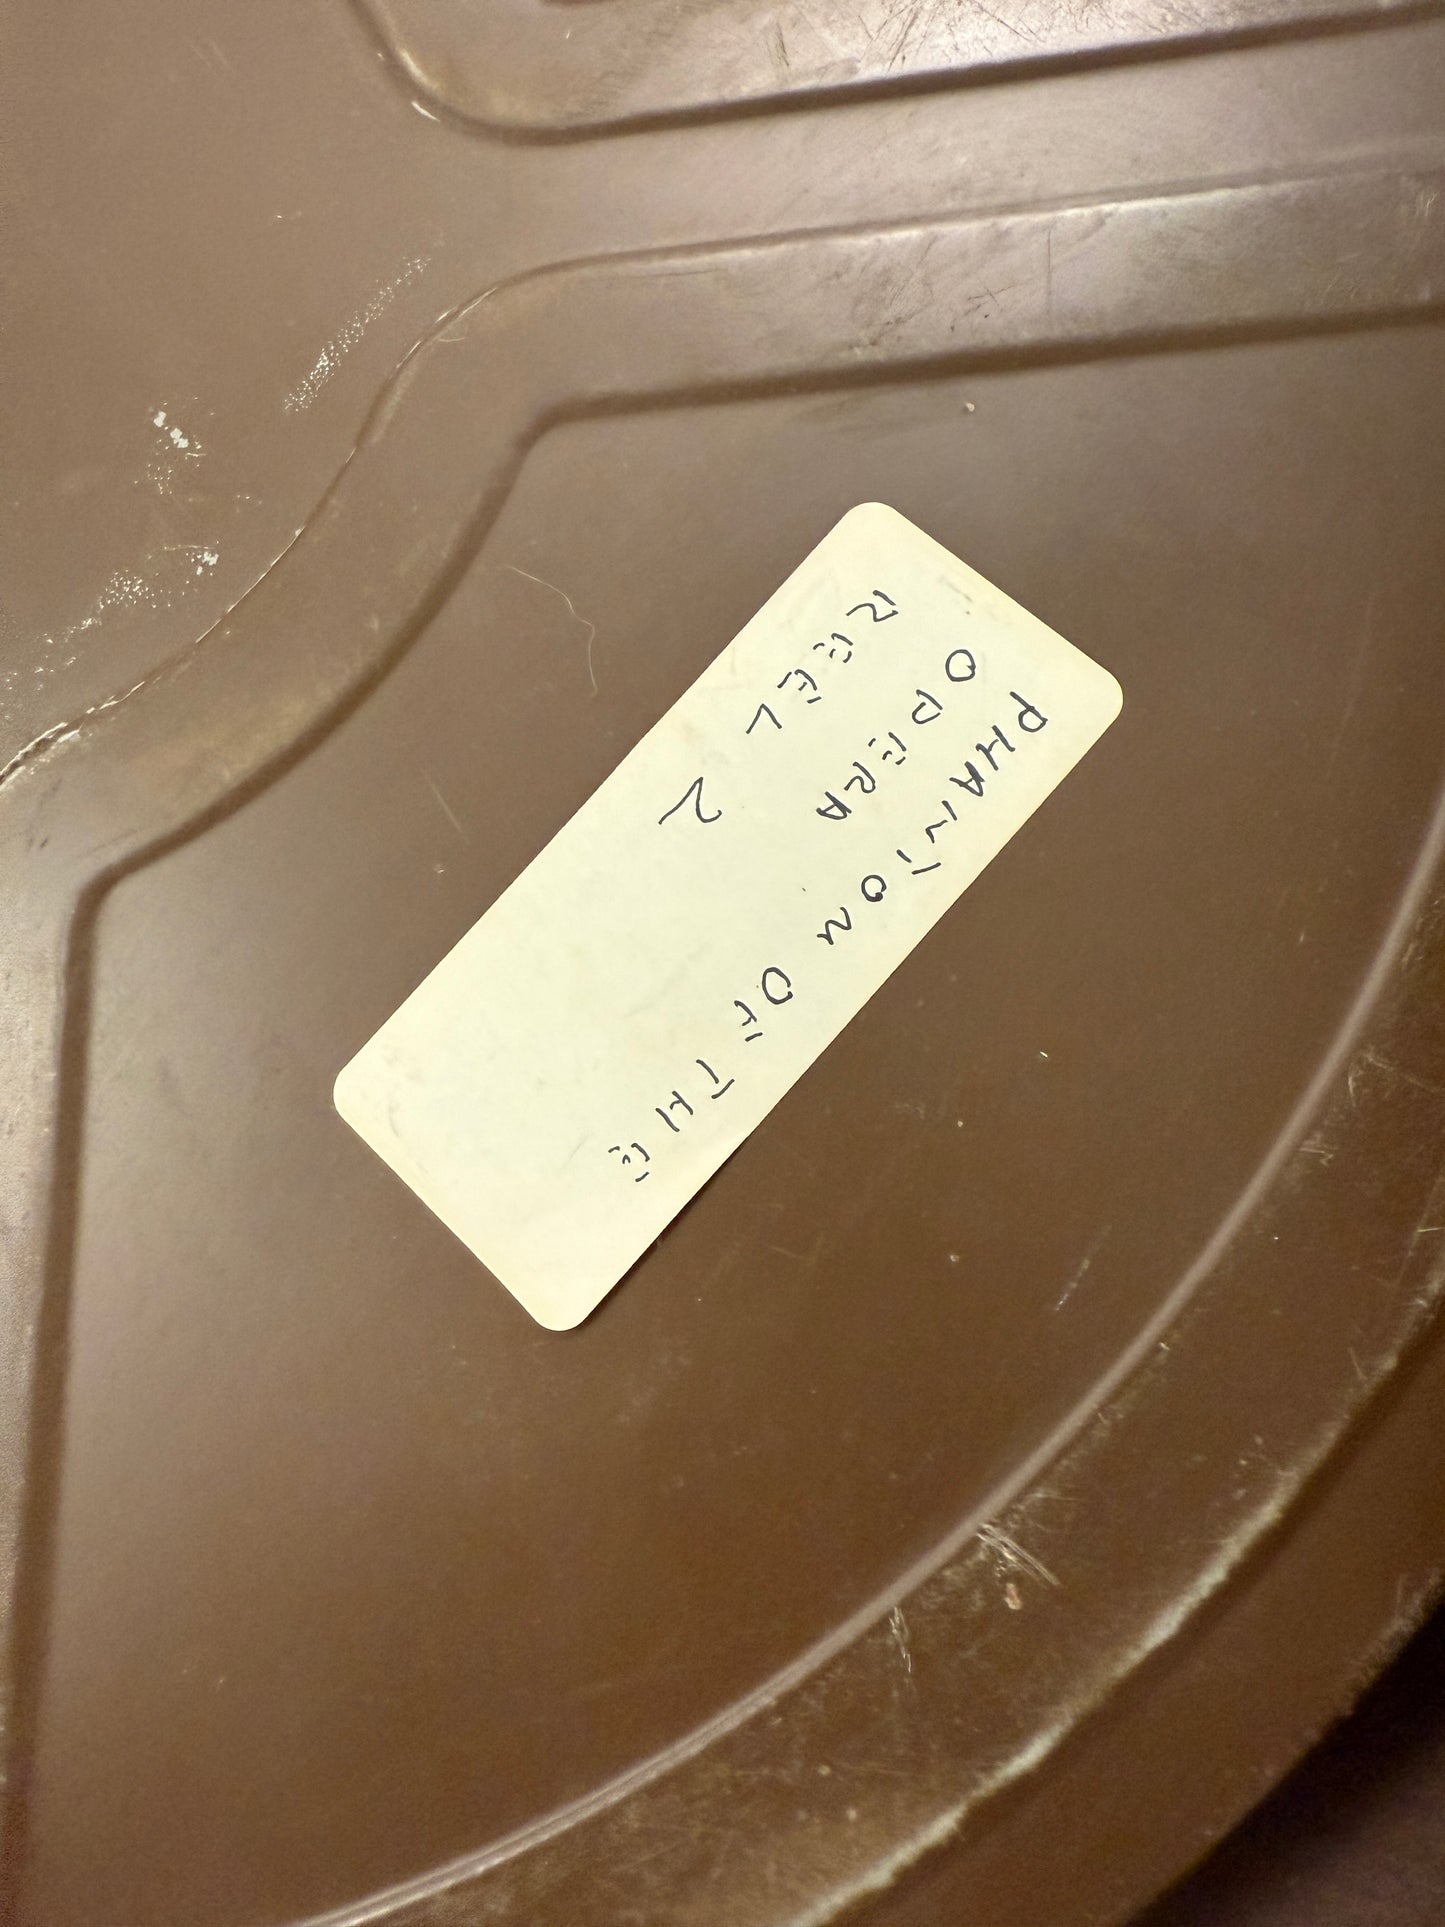 PHANTOM OF THE
OPERA
REEL 2